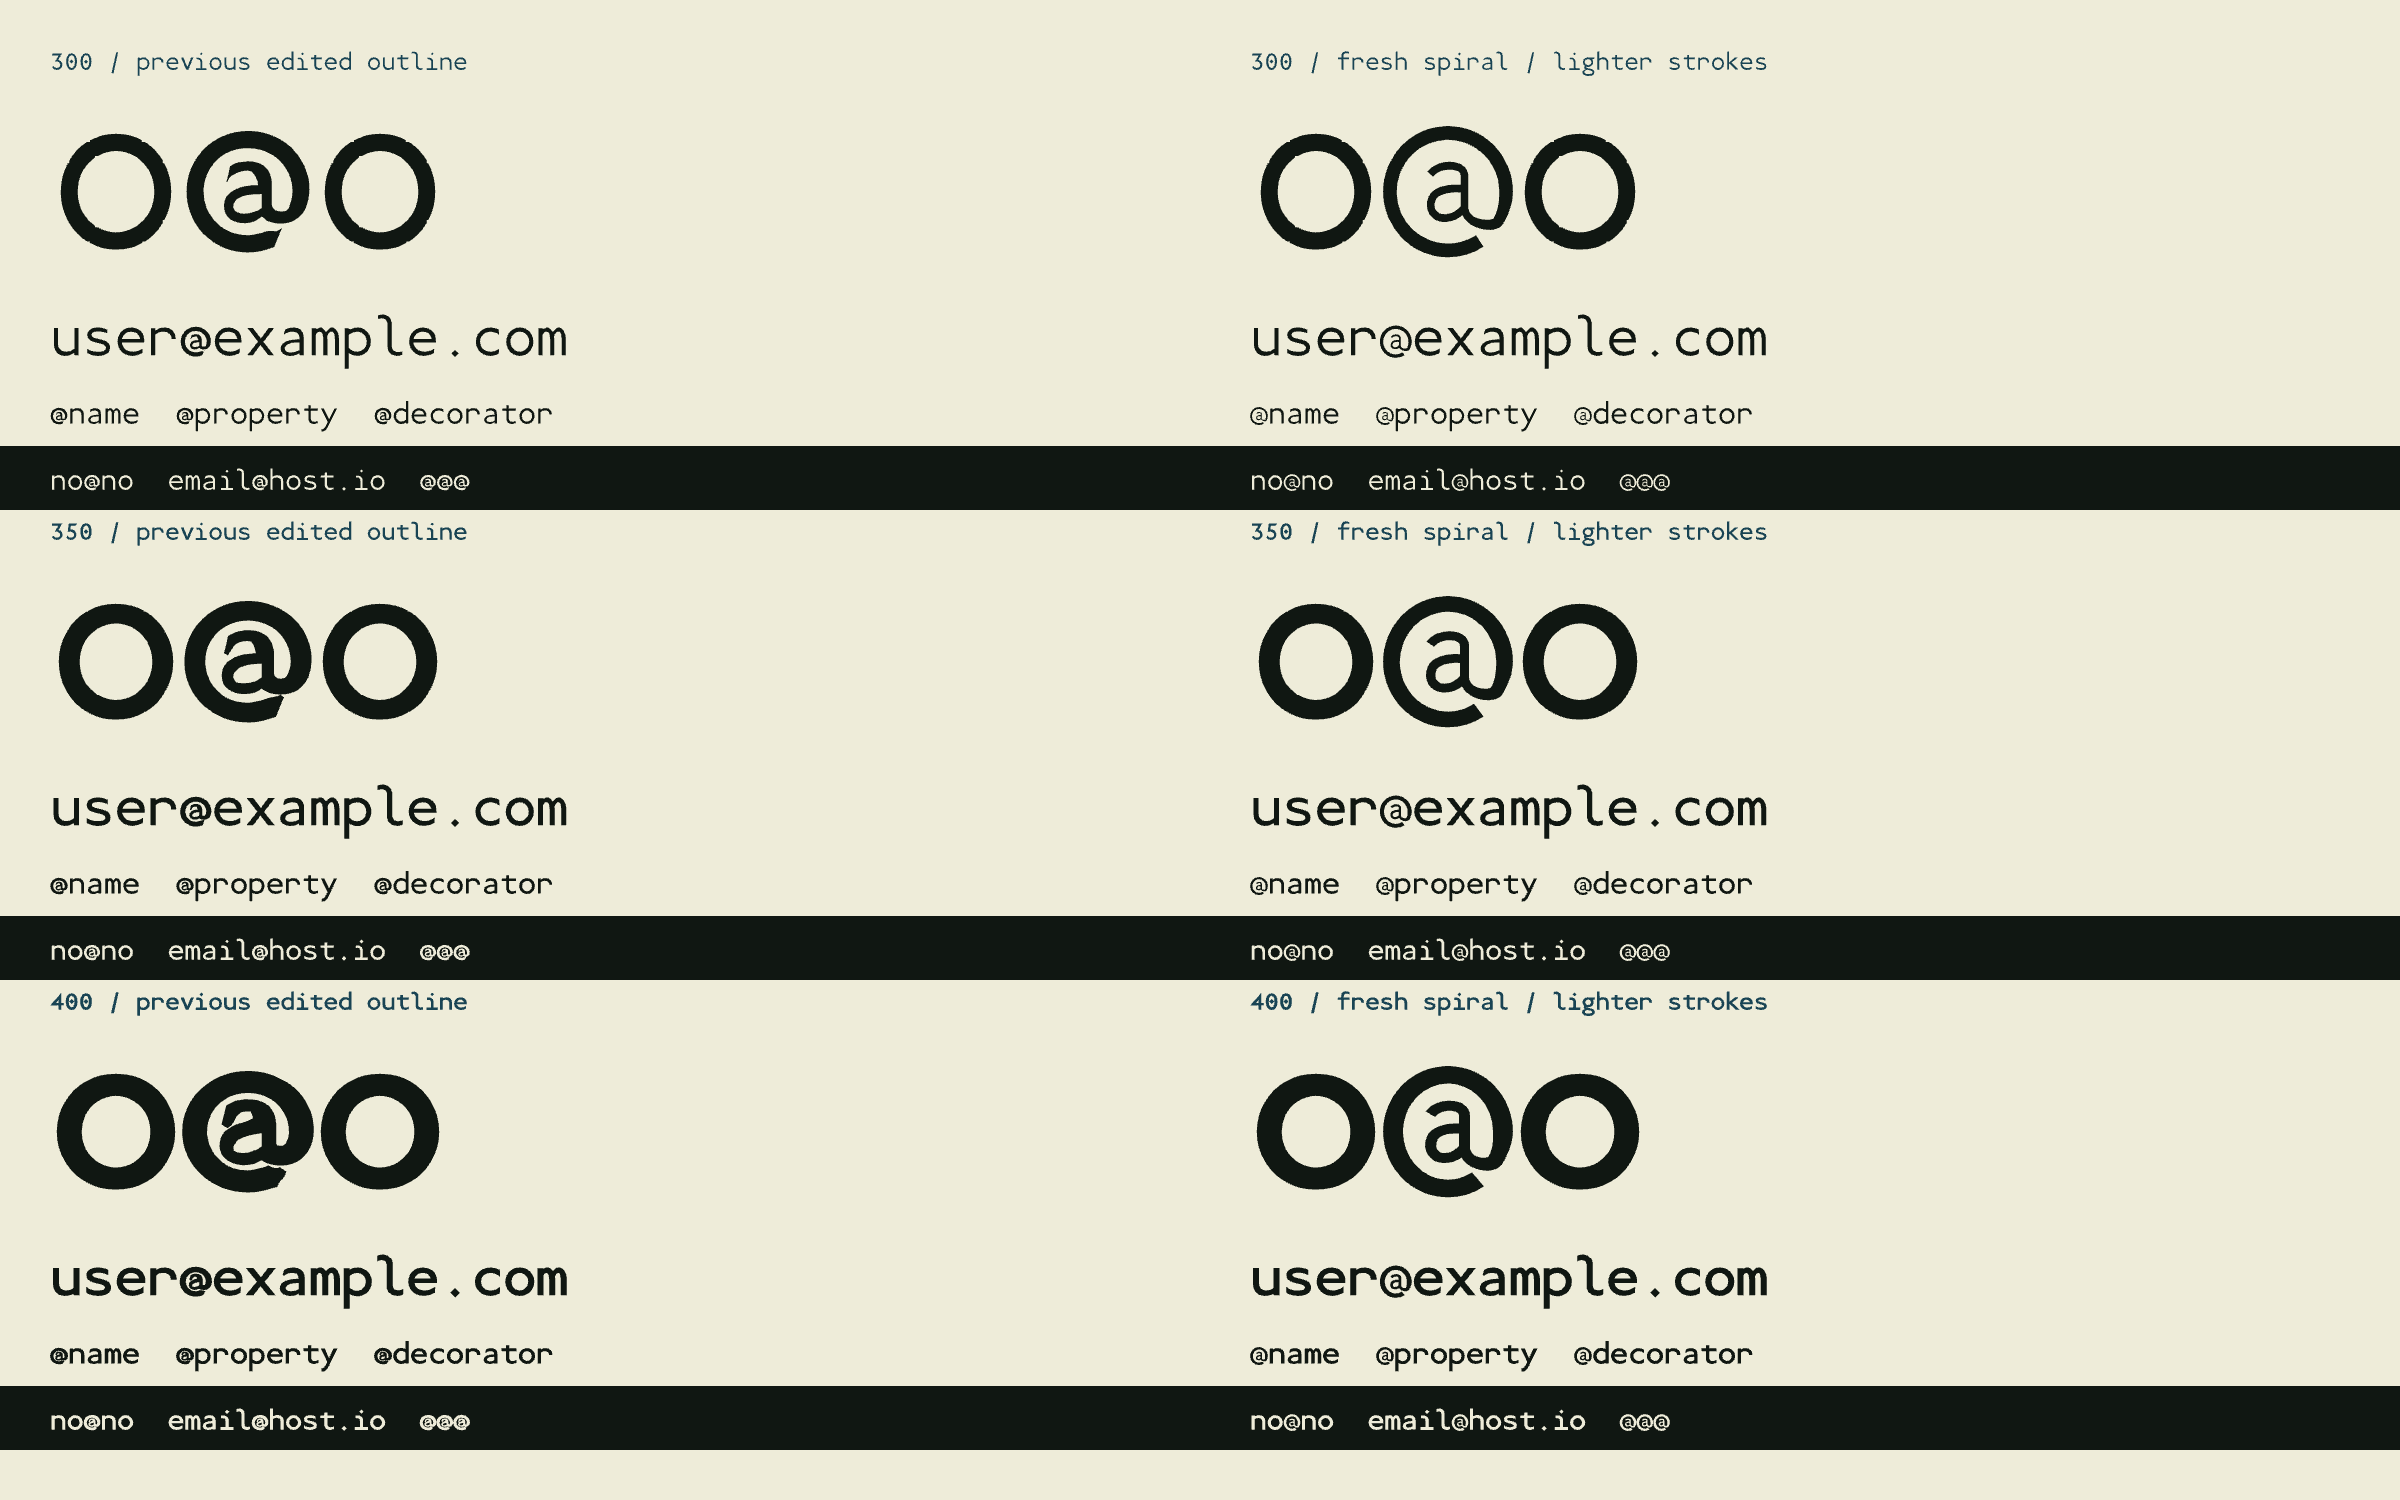 300 / previous edited outline
o@o
user@example.com
@name @property @decorator
no@no email@host.io @@@
300 / fresh spiral / lighter strokes
o@o
user@example.com
@name @property @decorator
no@no email@host.io @@@
350 / previous edited outline
o@o
user@example.com
@name @property @decorator
no@no email@host.io @@@
350 / fresh spiral / lighter strokes
o@o
user@example.com
@name @property @decorator
no@no email@host.io @@@
400 / previous edited outline
o@o
user@example.com
@name @property @decorator
no@no email@host.io @@@
400 / fresh spiral / lighter strokes
o@o
user@example.com
@name @property @decorator
no@no email@host.io @@@